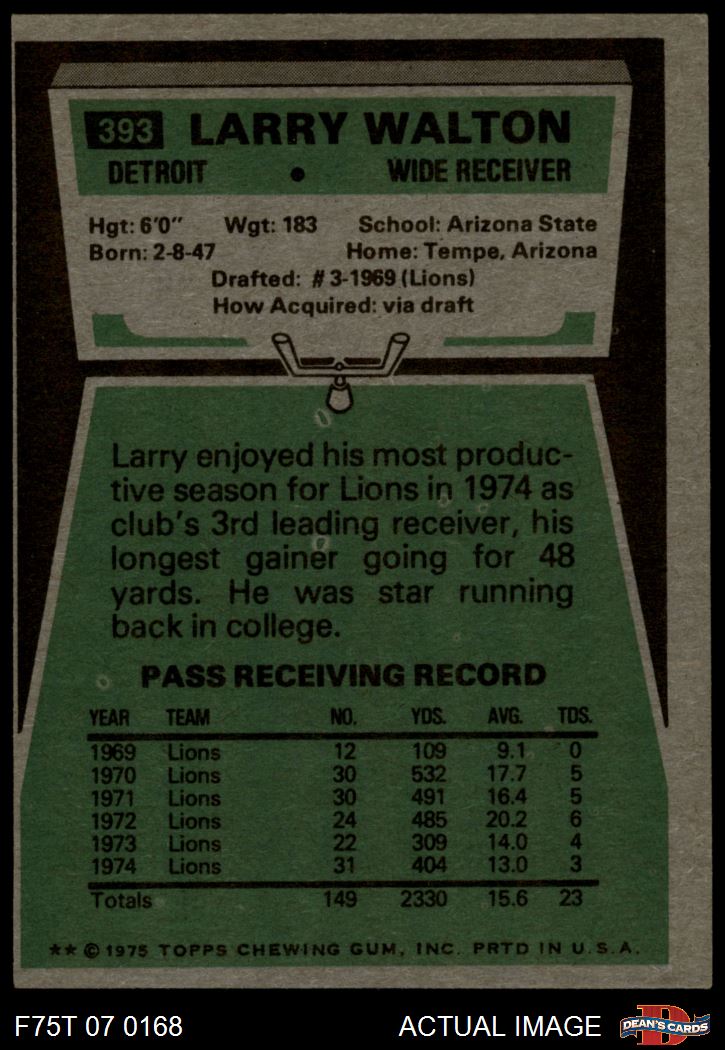 393 LARRY WALTON
DETROIT • WIDE RECEIVER
Hgt: 6'0" Wgt: 183 School: Arizona State
Born: 2-8-47 Home: Tempe, Arizona
Drafted: #3-1969 (Lions)
How Acquired: via draft
Larry enjoyed his most produc-
tive season for Lions in 1974 as
club's 3rd leading receiver, his
longest gainer going for 48
yards. He was star running
back in college.
PASS RECEIVING RECORD
YEAR TEAM NO. YDS. AVG. TDS.
1969 Lions 12 109 9.1 0
1970 Lions 30 532 17.7 5
1971 Lions 30 491 16.4 5
1972 Lions 24 485 20.2 6
1973 Lions 22 309 14.0 4
1974 Lions 31 404 13.0 3
Totals 149 2330 15.6 23
** © 1975 TOPPS CHEWING GUM, INC. PRTD IN U.S.A.
F75T 07 0168 ACTUAL IMAGE D DEAN'S CARDS